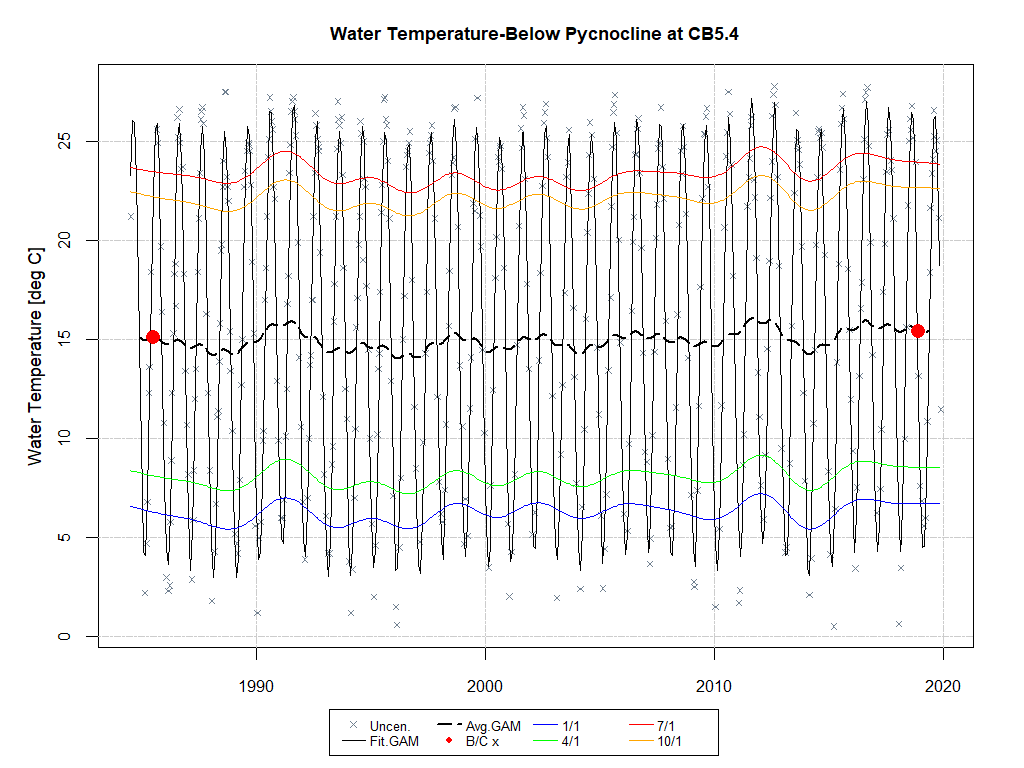 Water Temperature-Below Pycnocline at CB5.4
Water Temperature [deg C]
25
20
15
10
5
0
1990 2000 2010 2020
Uncen. Avg.GAM 1/1 7/1
Fit.GAM B/C x 4/1 10/1